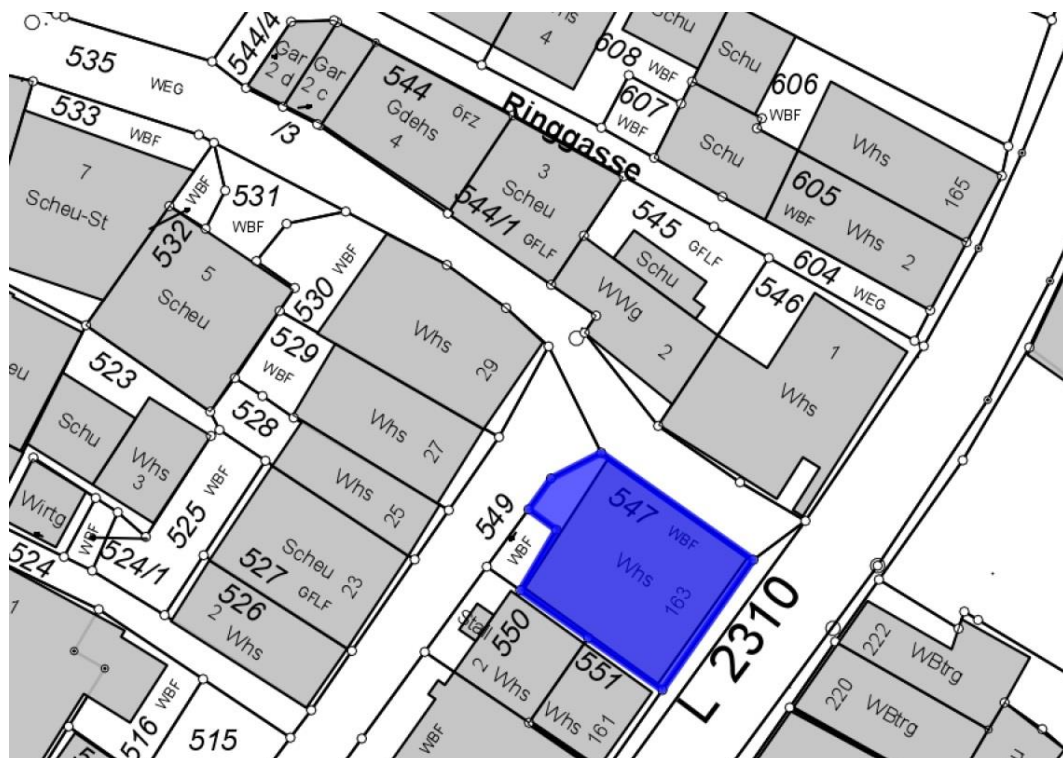 535
WEG
544/4
Gar
2 d
Gar
2 c
/3
544
ÖFZ
Gdehs
4
Whs
4
608
WBF
Schu
Schu
606
WBF
607
WBF
Ringgasse
Schu
Whs
165
533
WBF
7
Scheu-St
WBF
531
WBF
532
3
Scheu
544/1
GFLF
605
WBF
Whs
2
545
GFLF
Schu
604
WEG
5
Scheu
530
WBF
WWg
2
546
1
Whs
529
WBF
Whs
29
523
528
Whs
27
Schu
Whs
3
Whs
25
525
WBF
Wirtg
524
WBF
524/1
Scheu
23
527
GFLF
549
WBF
547
WBF
Whs
163
526
2
Whs
Stall
550
2
Whs
551
Whs
161
L 2310
1
WBF
516
515
WBF
222
WBtrg
220
WBtrg